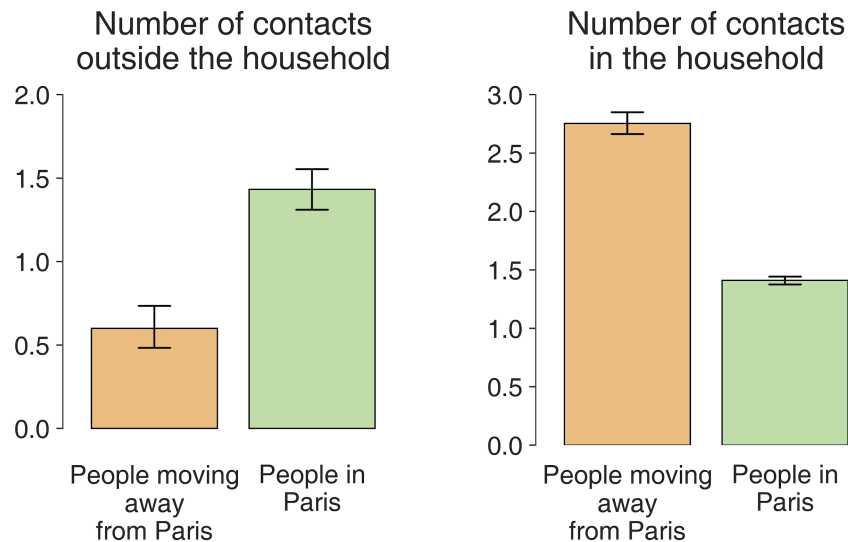 Number of contacts
outside the household
2.0
1.5
1.0
0.5
0.0
People moving
away
from Paris
People in
Paris
Number of contacts
in the household
3.0
2.5
2.0
1.5
1.0
0.5
0.0
People moving
away
from Paris
People in
Paris